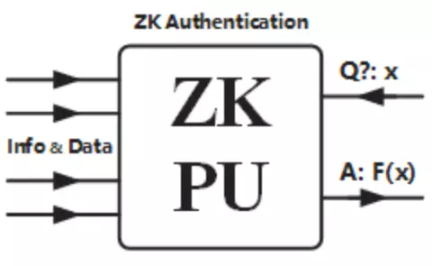 ZK Authentication
ZK
PU
Info & Data
Q?: x
A: F(x)